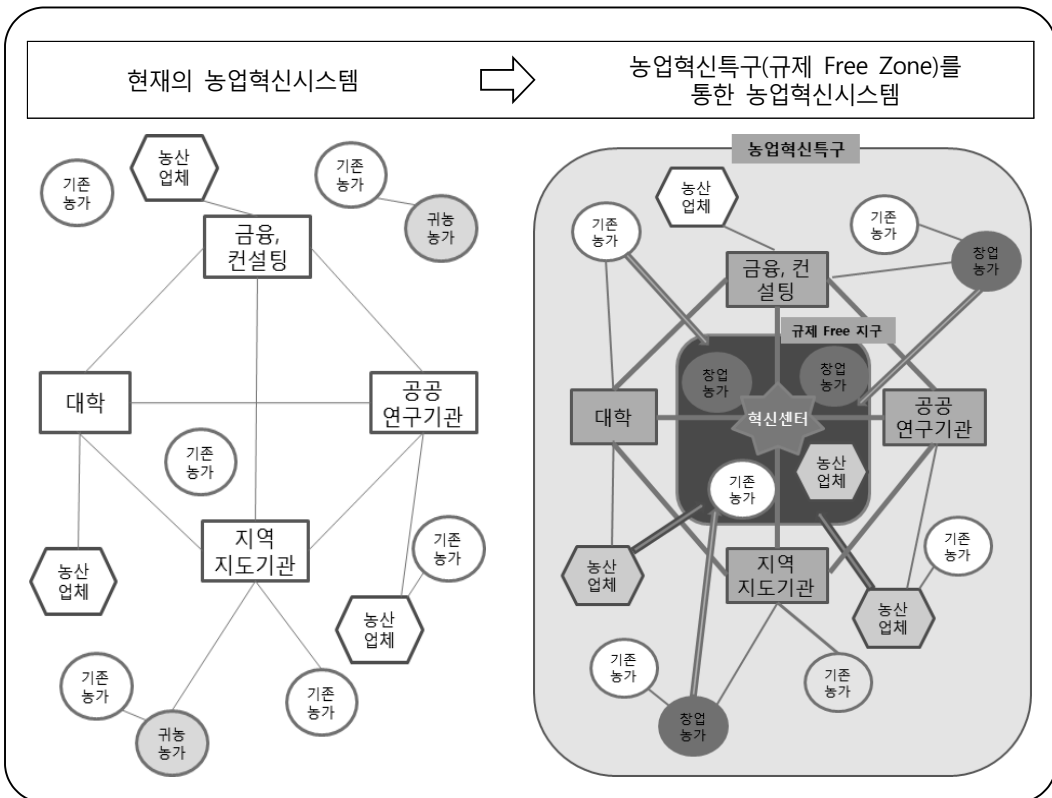 현재의 농업혁신시스템
농업혁신특구(규제 Free Zone)를
통한 농업혁신시스템
기존
농가
농산
업체
기존
농가
귀농
농가
금융,
컨설팅
대학
공공
연구기관
기존
농가
지역
지도기관
농산
업체
기존
농가
농산
업체
기존
농가
귀농
농가
기존
농가
농업혁신특구
농산
업체
기존
농가
기존
농가
창업
농가
금융, 컨
설팅
규제 Free 지구
창업
농가
창업
농가
대학
혁신센터
공공
연구기관
농산
업체
기존
농가
지역
지도기관
농산
업체
기존
농가
농산
업체
기존
농가
기존
농가
창업
농가